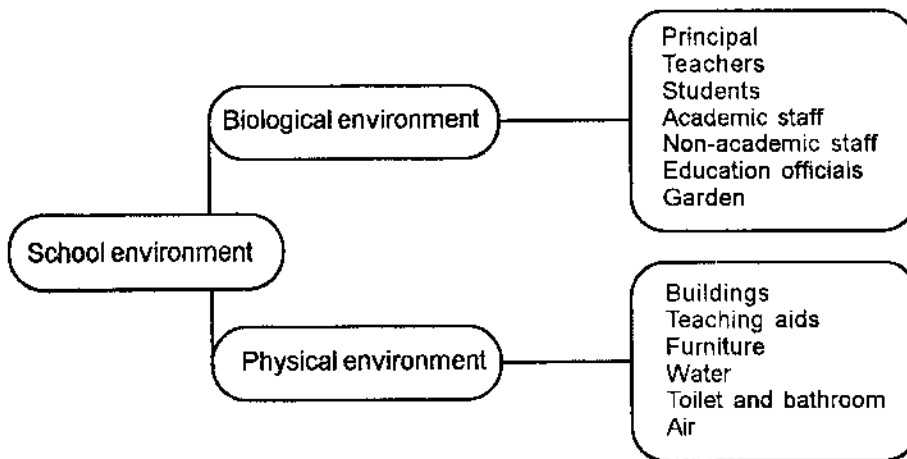 School environment
Biological environment
Principal
Teachers
Students
Academic staff
Non-academic staff
Education officials
Garden
Physical environment
Buildings
Teaching aids
Furniture
Water
Toilet and bathroom
Air